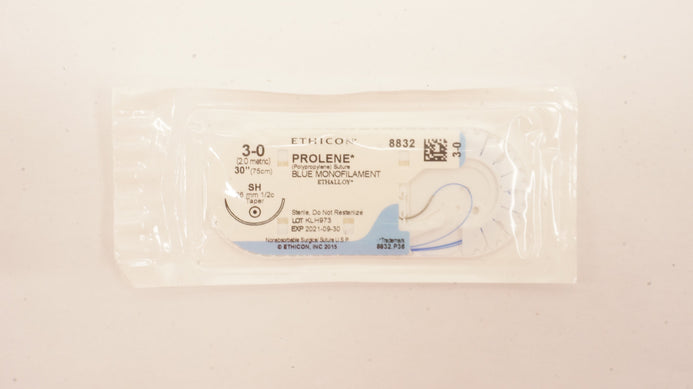 3-0
(2.0 metric)
30" (75cm)
SH
mm 1/2c
Taper
ETHICON*
8832
PROLENE*
(Polypropylene) Suture
BLUE MONOFILAMENT
ETHALLOY*
Sterile, Do Not Resterilize
LOT KLH973
EXP 2021-09-30
Nonabsorbable Surgical Suture U.S.P.
© ETHICON, INC 2015
*Trademark
8832.P36
3-0